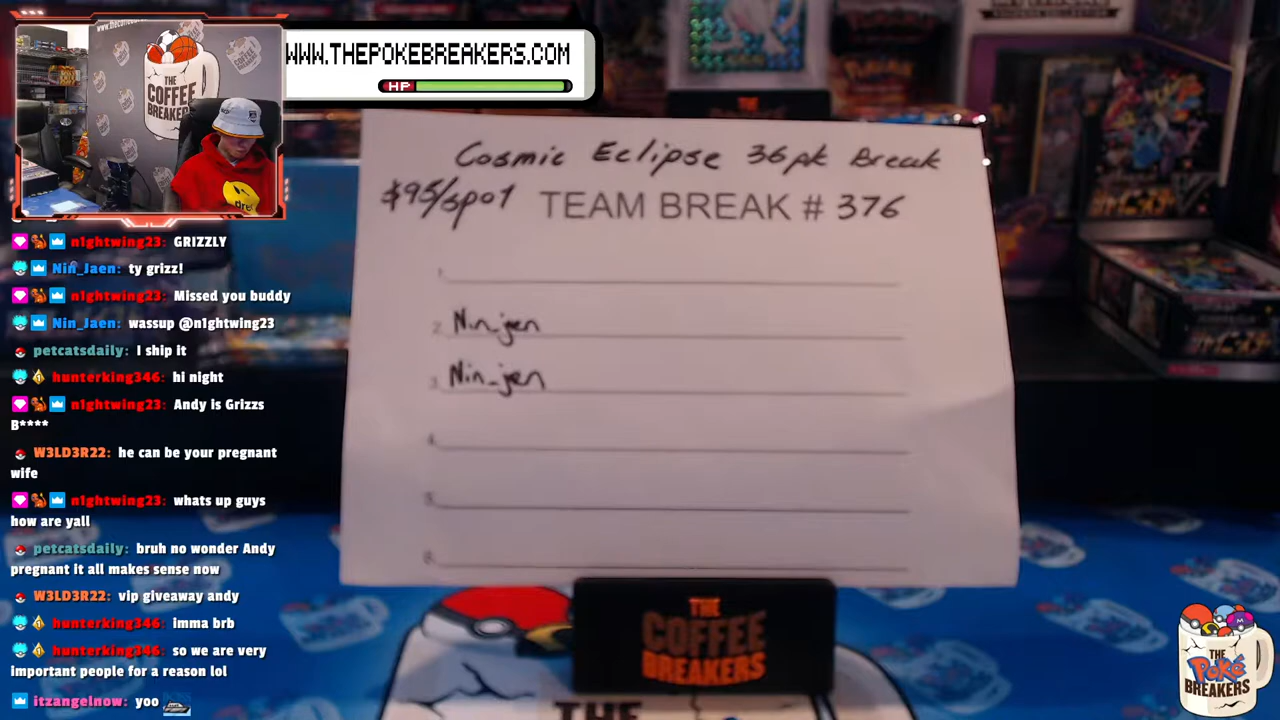 WWW.THEPOKEBREAKERS.COM
HP
THE
COFFEE
BREAKERS
n1ghtwing23: GRIZZLY
Nin_Jaen: ty grizz!
n1ghtwing23: Missed you buddy
Nin_Jaen: wassup @n1ghtwing23
petcatsdaily: I ship it
hunterking346: hi night
n1ghtwing23: Andy is Grizzs
B****
W3LD3R22: he can be your pregnant
wife
n1ghtwing23: whats up guys
how are yall
petcatsdaily: bruh no wonder Andy
pregnant it all makes sense now
W3LD3R22: vip giveaway andy
hunterking346: imma brb
hunterking346: so we are very
important people for a reason lol
itzangelnow: yoo
Cosmic Eclipse 36pk Break
$95/spot TEAM BREAK # 376
1.
2. Nin_jen
3. Nin_jen
4.
5.
6.
THE
COFFEE
BREAKERS
THE
THE
Poké
BREAKERS